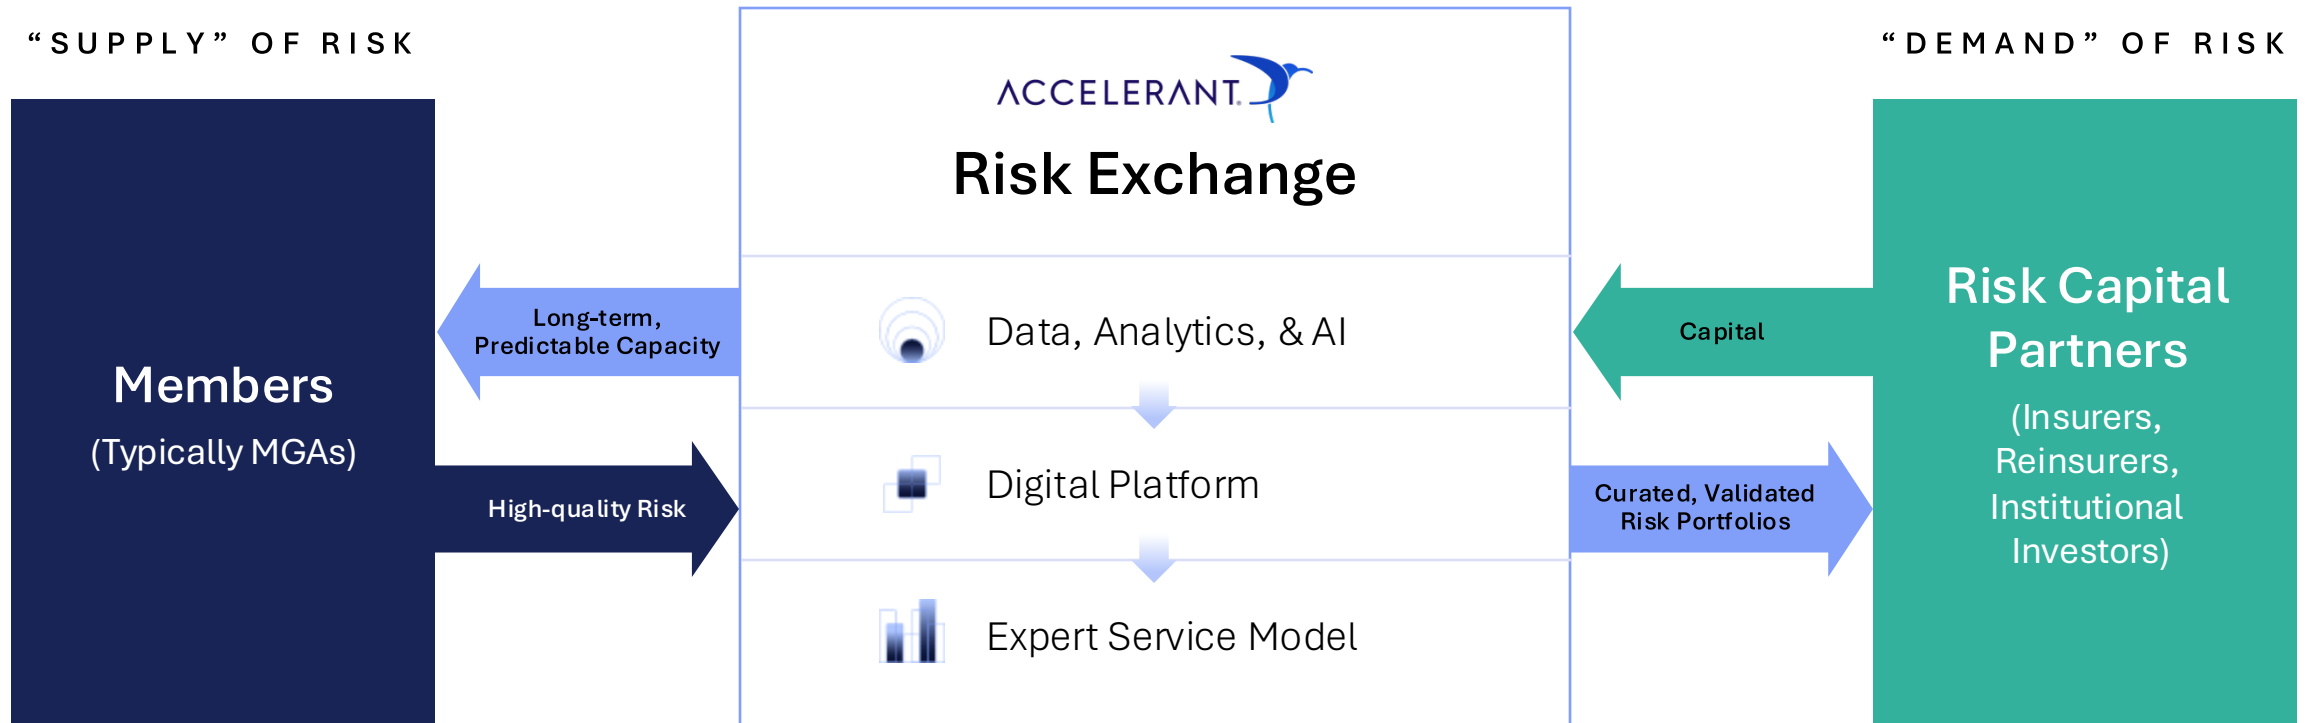 “SUPPLY” OF RISK
Members
(Typically MGAs)
Long-term,
Predictable Capacity
High-quality Risk
ACCELERANT®
Risk Exchange
Data, Analytics, & AI
Digital Platform
Expert Service Model
Capital
Curated, Validated
Risk Portfolios
“DEMAND” OF RISK
Risk Capital
Partners
(Insurers,
Reinsurers,
Institutional
Investors)